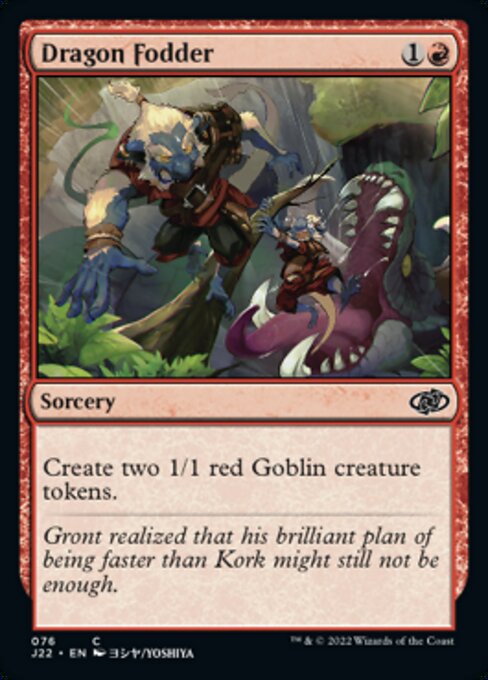 Dragon Fodder 1
Sorcery
Create two 1/1 red Goblin creature
tokens.
Gront realized that his brilliant plan of
being faster than Kork might still not be
enough.
076 C
J22 • EN ヨシヤ/YOSHIYA
™ & © 2022 Wizards of the Coast